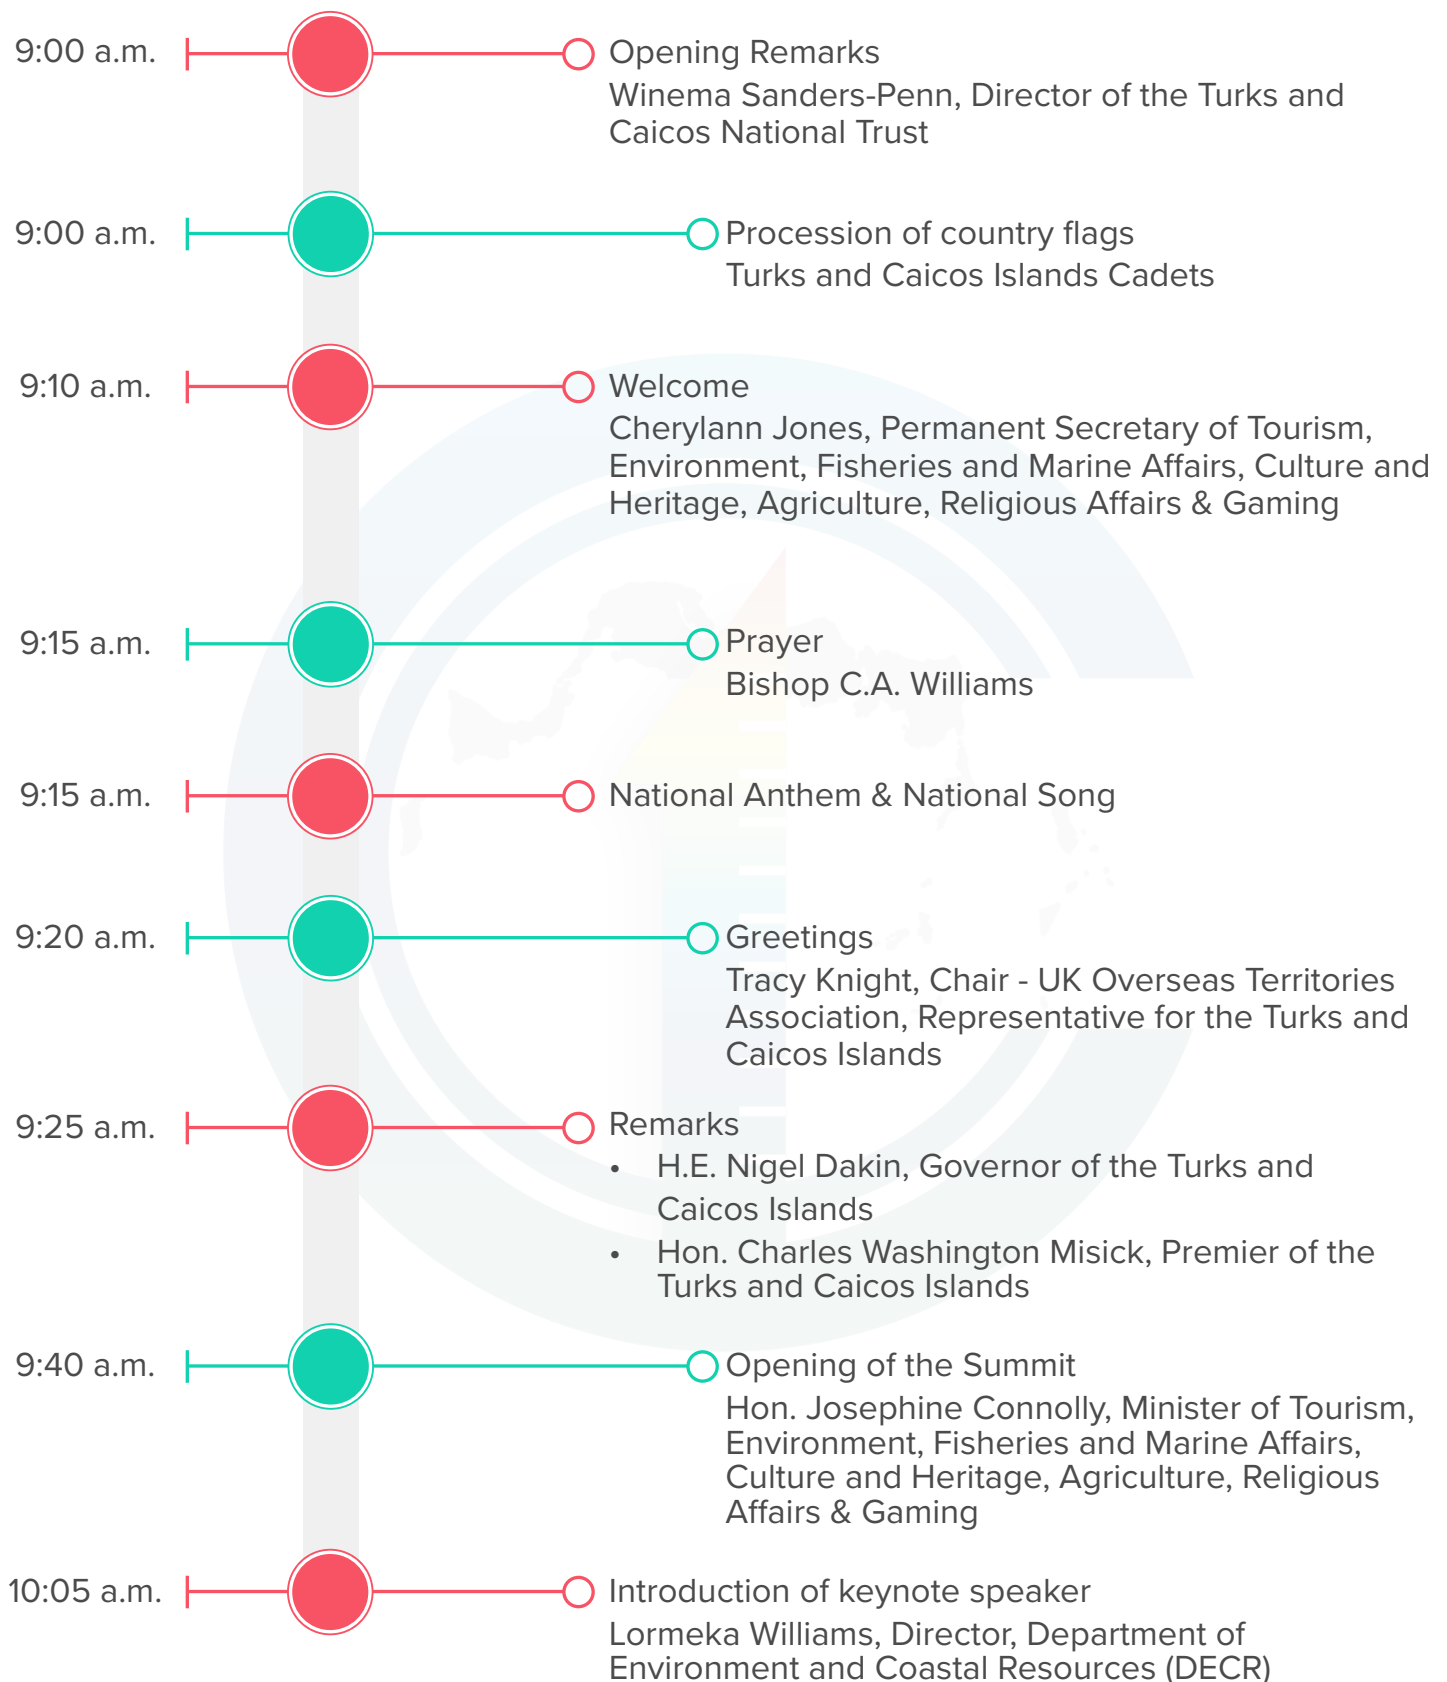 9:00 a.m.
Opening Remarks
Winema Sanders-Penn, Director of the Turks and
Caicos National Trust
9:00 a.m.
Procession of country flags
Turks and Caicos Islands Cadets
9:10 a.m.
Welcome
Cherylann Jones, Permanent Secretary of Tourism,
Environment, Fisheries and Marine Affairs, Culture and
Heritage, Agriculture, Religious Affairs & Gaming
9:15 a.m.
Prayer
Bishop C.A. Williams
9:15 a.m.
National Anthem & National Song
9:20 a.m.
Greetings
Tracy Knight, Chair - UK Overseas Territories
Association, Representative for the Turks and
Caicos Islands
9:25 a.m.
Remarks
• H.E. Nigel Dakin, Governor of the Turks and
Caicos Islands
• Hon. Charles Washington Misick, Premier of the
Turks and Caicos Islands
9:40 a.m.
Opening of the Summit
Hon. Josephine Connolly, Minister of Tourism,
Environment, Fisheries and Marine Affairs,
Culture and Heritage, Agriculture, Religious
Affairs & Gaming
10:05 a.m.
Introduction of keynote speaker
Lormeka Williams, Director, Department of
Environment and Coastal Resources (DECR)